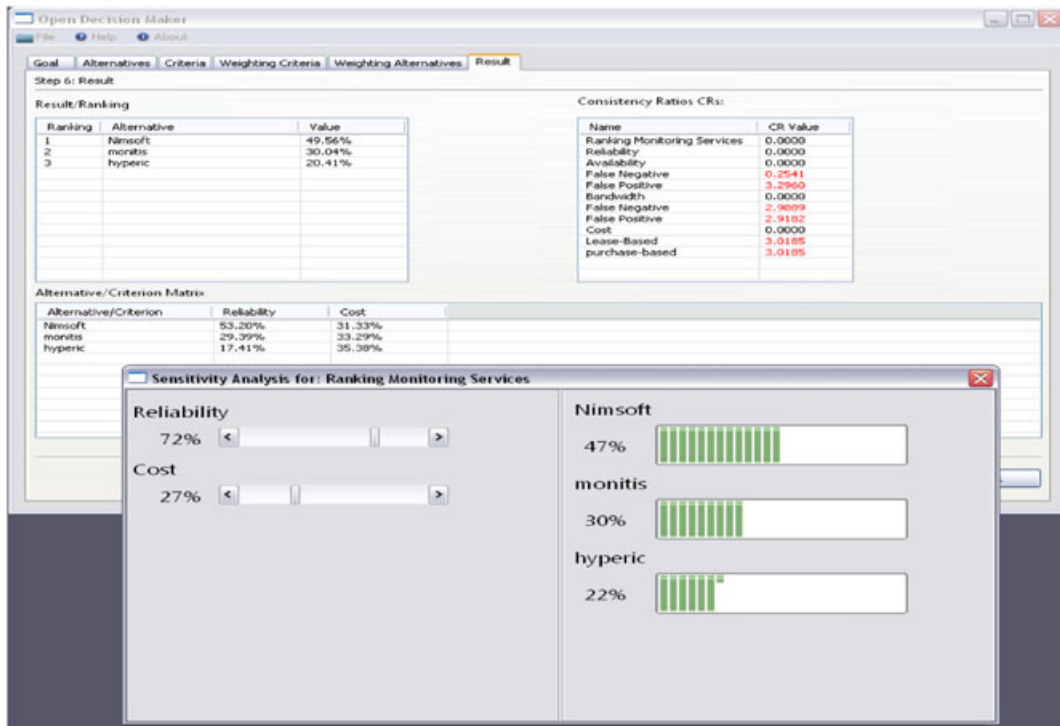 Open Decision Maker
File Help About
Goal Alternatives Criteria Weighting Criteria Weighting Alternatives Result
Step 6: Result
Result/Ranking
Ranking Alternative Value
1 Nimsoft 49.56%
2 monitis 30.04%
3 hyperic 20.41%
Consistency Ratios CRs:
Name CR Value
Ranking Monitoring Services 0.0000
Reliability 0.0000
Availability 0.0000
False Negative 0.2541
False Positive 3.2960
Bandwidth 0.0000
False Negative 2.9889
False Positive 2.9182
Cost 0.0000
Lease-Based 3.0185
purchase-based 3.0185
Alternative/Criterion Matrix
Alternative/Criterion Reliability Cost
Nimsoft 53.20% 31.33%
monitis 29.39% 33.29%
hyperic 17.41% 35.38%
Sensitivity Analysis for: Ranking Monitoring Services
Reliability
72%
Cost
27%
Nimsoft
47%
monitis
30%
hyperic
22%